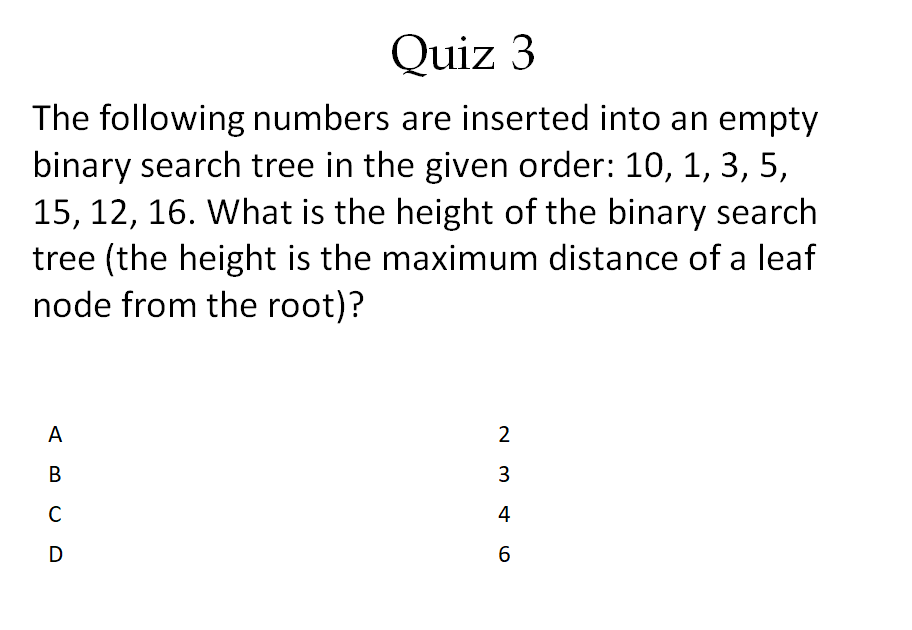 Quiz 3
The following numbers are inserted into an empty
binary search tree in the given order: 10, 1, 3, 5,
15, 12, 16. What is the height of the binary search
tree (the height is the maximum distance of a leaf
node from the root)?
A 2
B 3
C 4
D 6